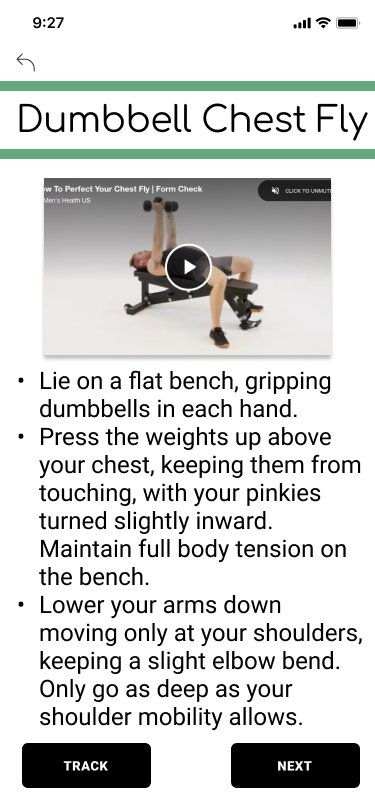 9:27
Dumbbell Chest Fly
ow To Perfect Your Chest Fly | Form Check
Men's Health US
CLICK TO UNMUTE
• Lie on a flat bench, gripping
dumbbells in each hand.
• Press the weights up above
your chest, keeping them from
touching, with your pinkies
turned slightly inward.
Maintain full body tension on
the bench.
• Lower your arms down
moving only at your shoulders,
keeping a slight elbow bend.
Only go as deep as your
shoulder mobility allows.
TRACK
NEXT